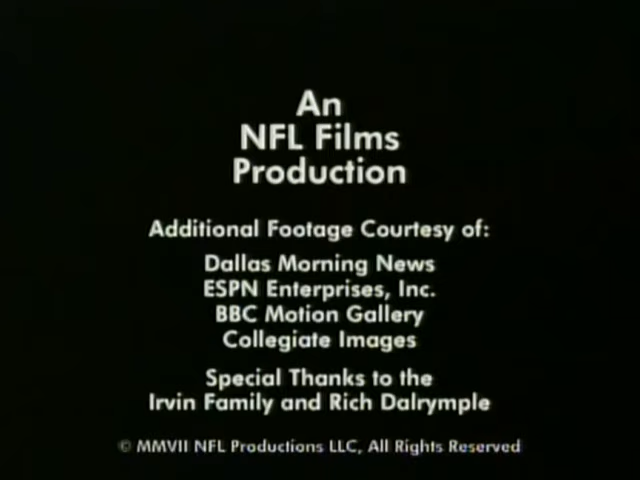 An
NFL Films
Production
Additional Footage Courtesy of:
Dallas Morning News
ESPN Enterprises, Inc.
BBC Motion Gallery
Collegiate Images
Special Thanks to the
Irvin Family and Rich Dalrymple
© MMVII NFL Productions LLC, All Rights Reserved